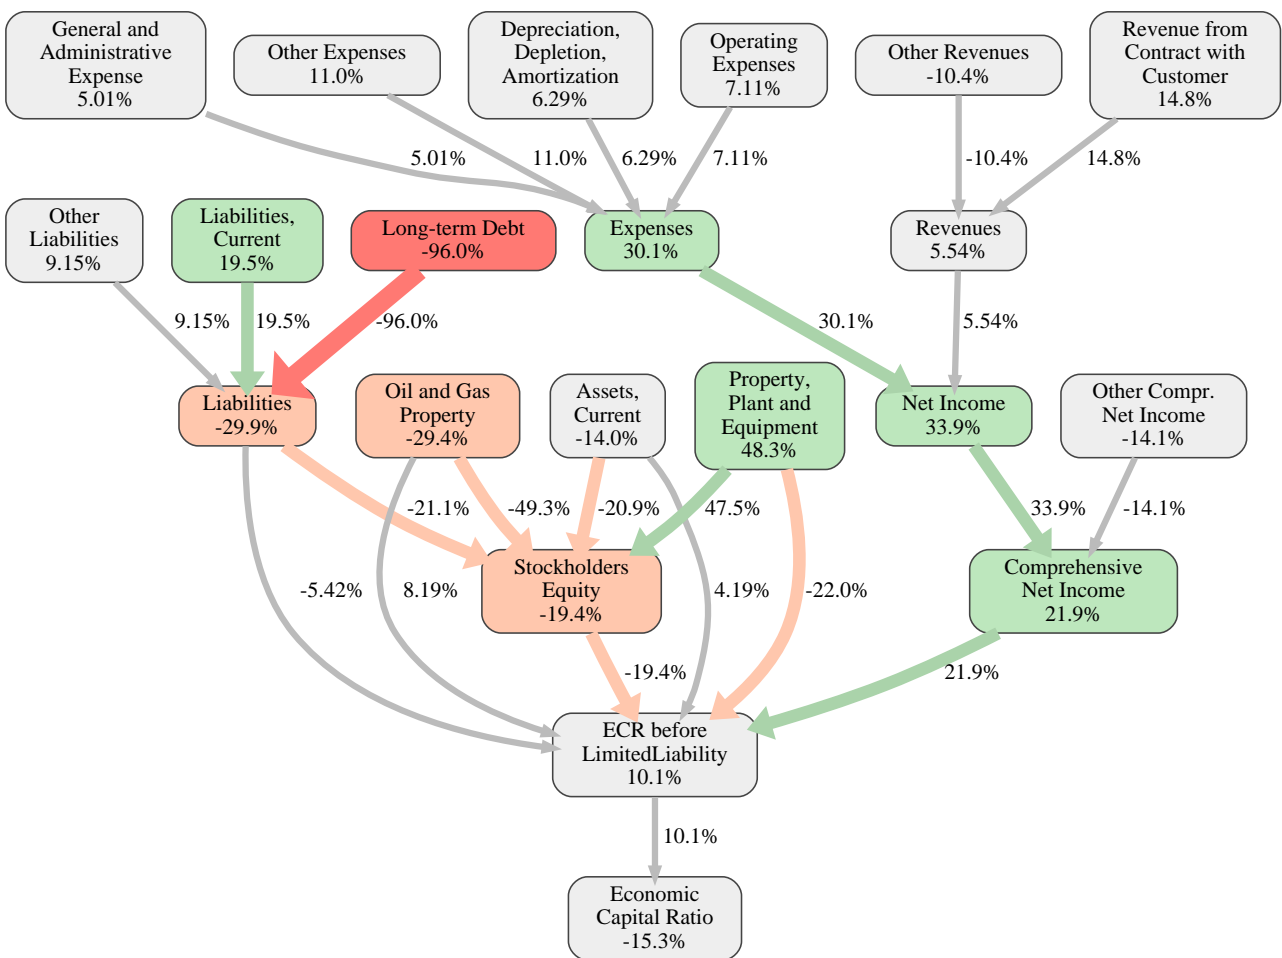 General and
Administrative
Expense
5.01%
Other Expenses
11.0%
Depreciation,
Depletion,
Amortization
6.29%
Operating
Expenses
7.11%
Other Revenues
-10.4%
Revenue from
Contract with
Customer
14.8%
5.01%
11.0%
6.29%
7.11%
-10.4%
14.8%
Other
Liabilities
9.15%
Liabilities,
Current
19.5%
Long-term Debt
-96.0%
Expenses
30.1%
Revenues
5.54%
9.15%
19.5%
-96.0%
30.1%
5.54%
Liabilities
-29.9%
Oil and Gas
Property
-29.4%
Assets,
Current
-14.0%
Property,
Plant and
Equipment
48.3%
Net Income
33.9%
Other Compr.
Net Income
-14.1%
-21.1%
-49.3%
-20.9%
47.5%
33.9%
-14.1%
Stockholders
Equity
-19.4%
Comprehensive
Net Income
21.9%
-5.42%
8.19%
4.19%
-22.0%
-19.4%
21.9%
ECR before
LimitedLiability
10.1%
10.1%
Economic
Capital Ratio
-15.3%